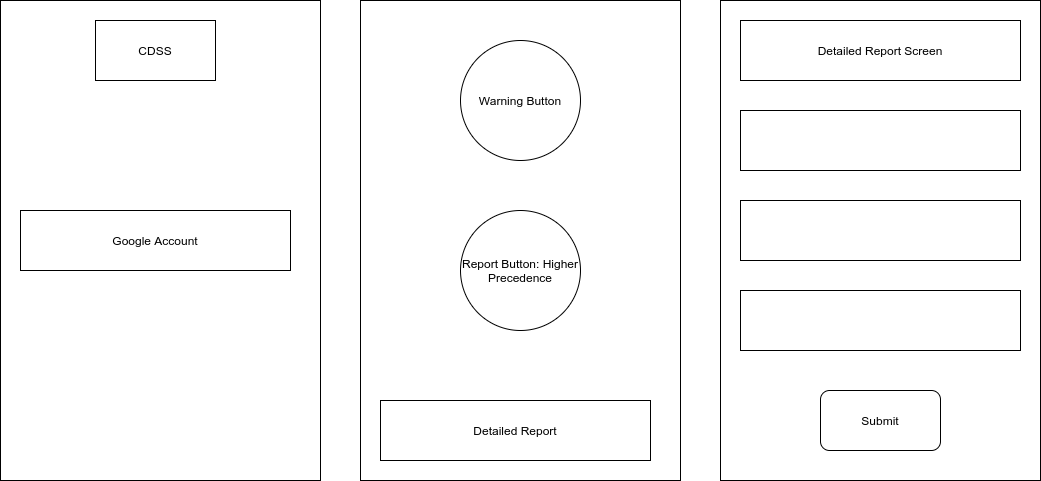 CDSS
Google Account
Warning Button
Report Button: Higher
Precedence
Detailed Report
Detailed Report Screen
Submit